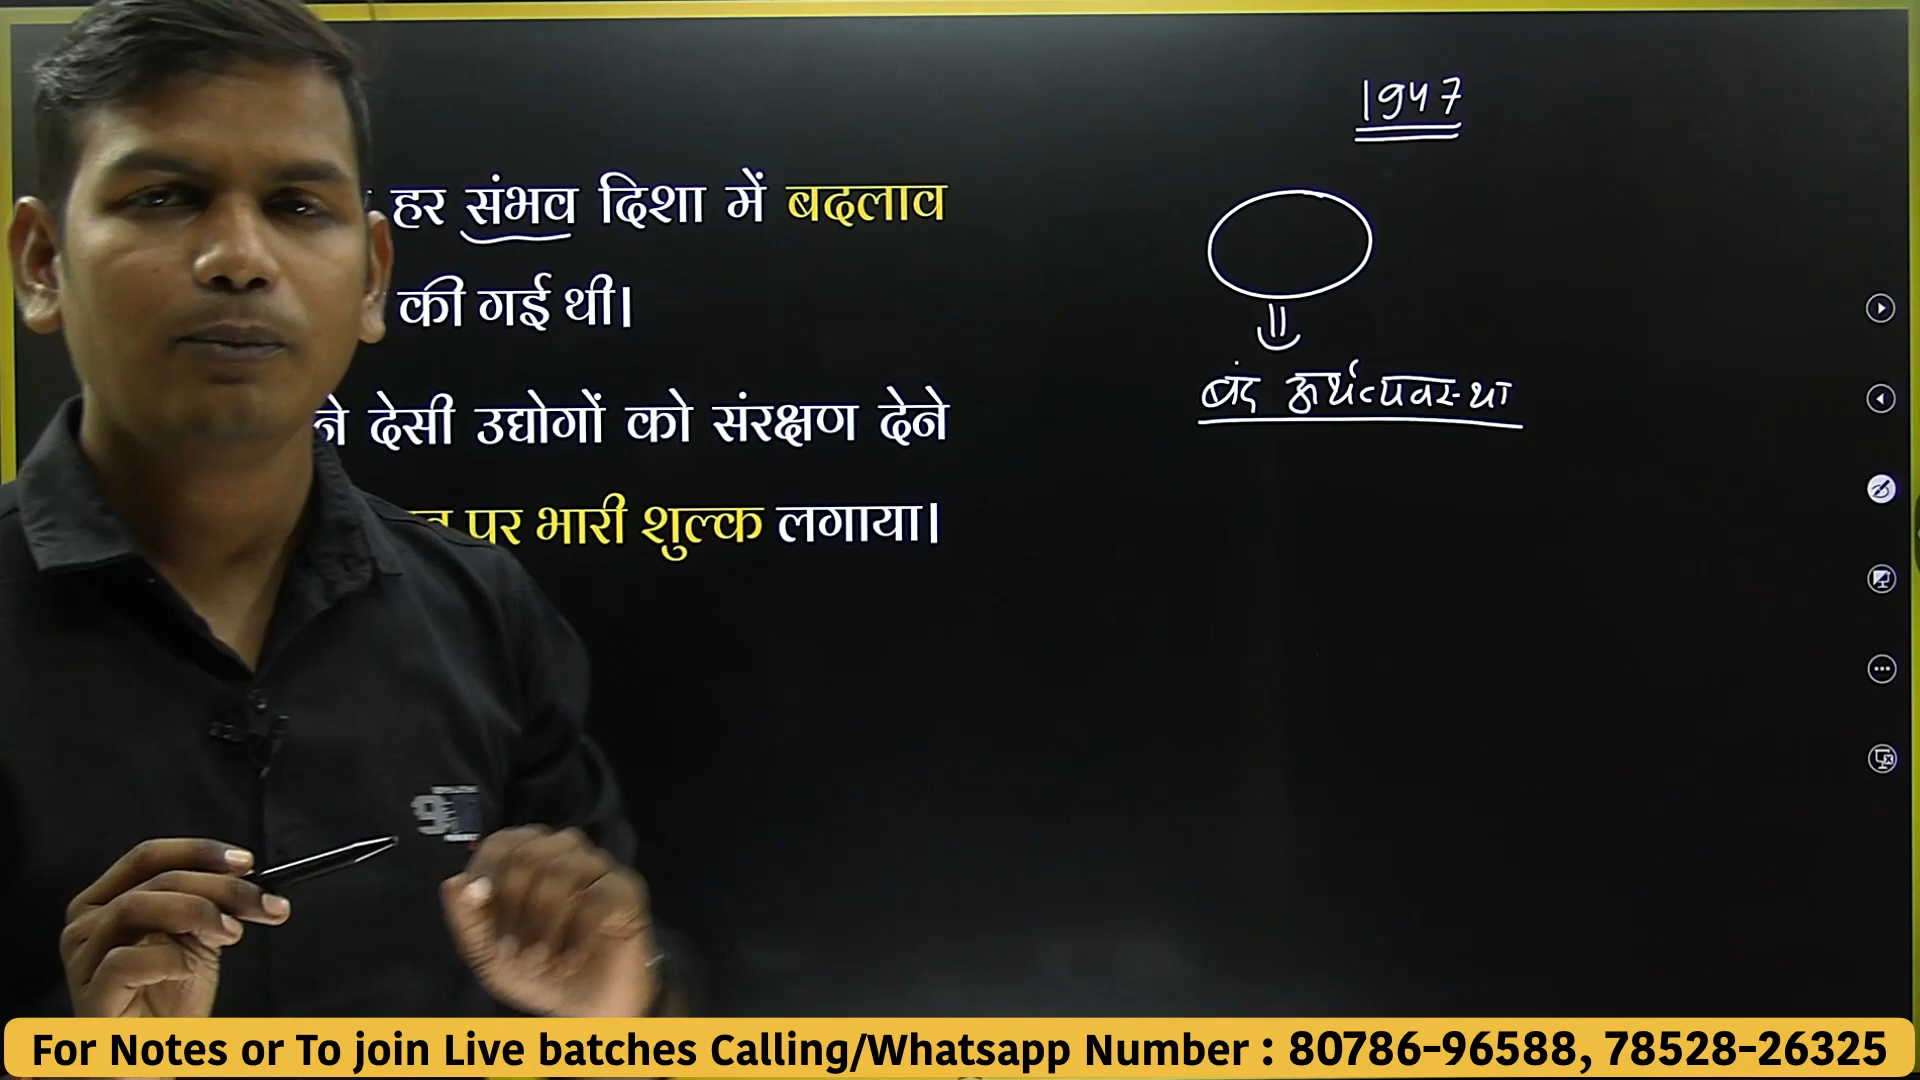 1947
हर संभव दिशा में बदलाव
की गई थी।
बंद अर्थव्यवस्था
ने देसी उद्योगों को संरक्षण देने
पर भारी शुल्क लगाया।
For Notes or To join Live batches Calling/Whatsapp Number : 80786-96588, 78528-26325